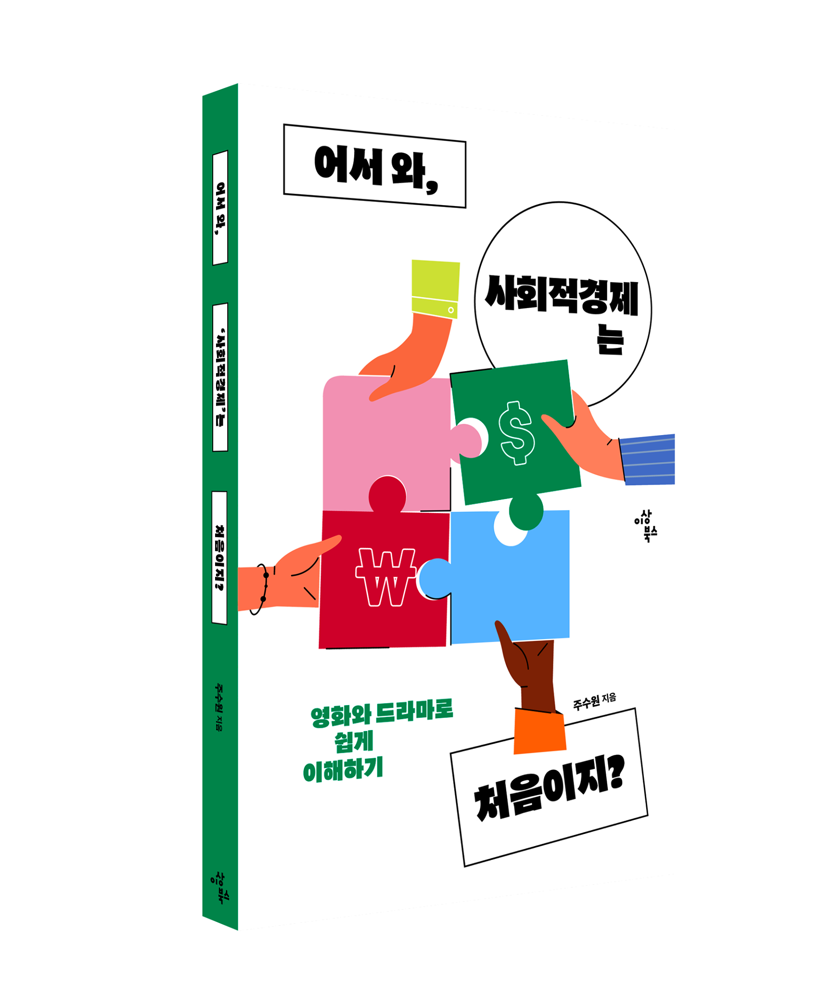 어서 와,
사회적경제
는
$
₩
이상
북스
영화와 드라마로
쉽게
이해하기
주수원 지음
처음이지?
어서 와,
‘사회적경제’는
처음이지?
주수원 지음
이상
북스